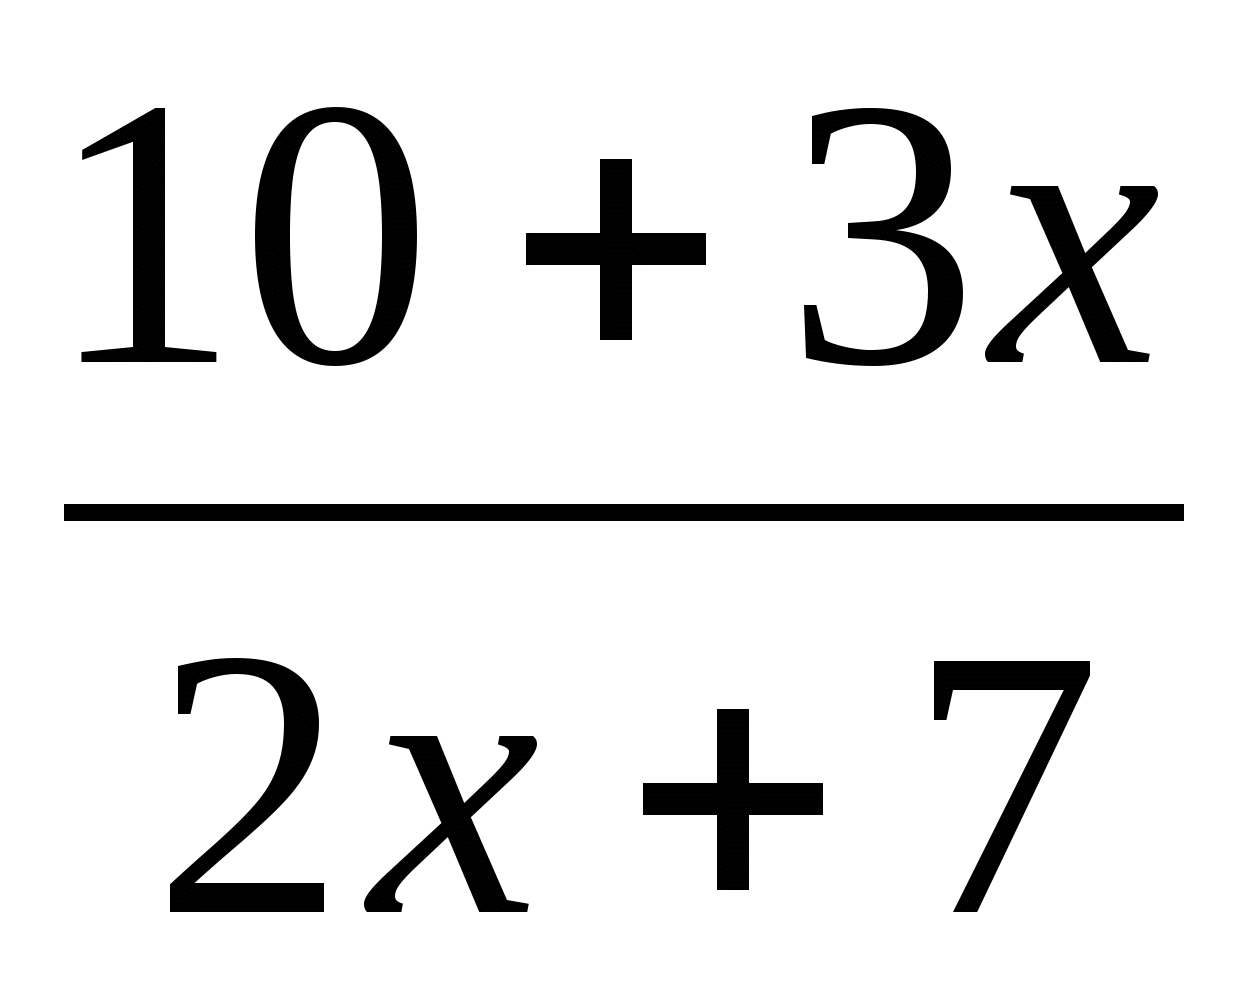 10 + 3x
2x + 7